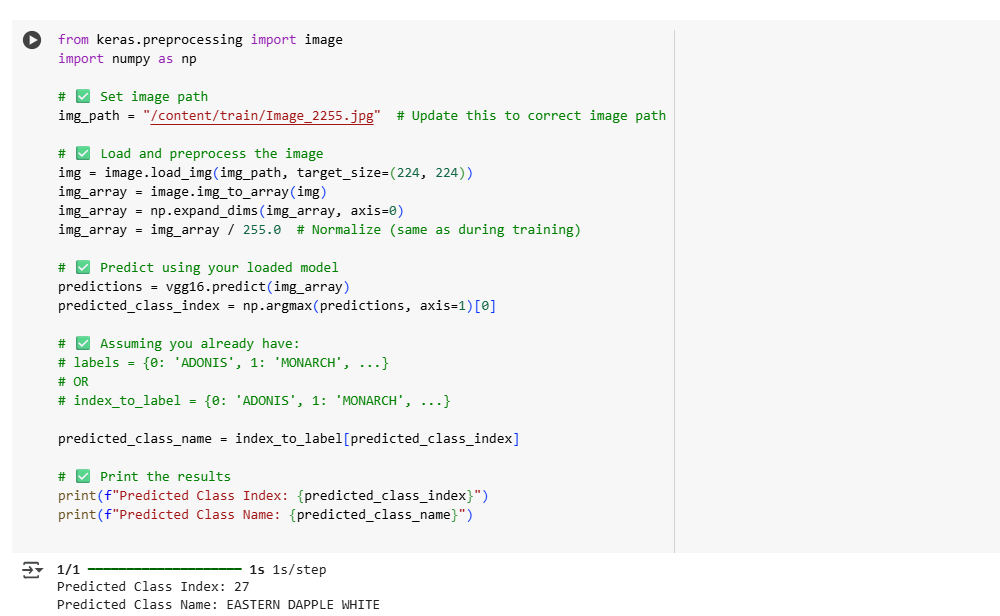 from keras.preprocessing import image
import numpy as np
# ✅ Set image path
img_path = "/content/train/Image_2255.jpg"  # Update this to correct image path
# ✅ Load and preprocess the image
img = image.load_img(img_path, target_size=(224, 224))
img_array = image.img_to_array(img)
img_array = np.expand_dims(img_array, axis=0)
img_array = img_array / 255.0  # Normalize (same as during training)
# ✅ Predict using your loaded model
predictions = vgg16.predict(img_array)
predicted_class_index = np.argmax(predictions, axis=1)[0]
# ✅ Assuming you already have:
# labels = {0: 'ADONIS', 1: 'MONARCH', ...}
# OR
# index_to_label = {0: 'ADONIS', 1: 'MONARCH', ...}
predicted_class_name = index_to_label[predicted_class_index]
# ✅ Print the results
print(f"Predicted Class Index: {predicted_class_index}")
print(f"Predicted Class Name: {predicted_class_name}")
1/1 ━━━━━━━━━━━━━━━━━━━━ 1s 1s/step
Predicted Class Index: 27
Predicted Class Name: EASTERN DAPPLE WHITE